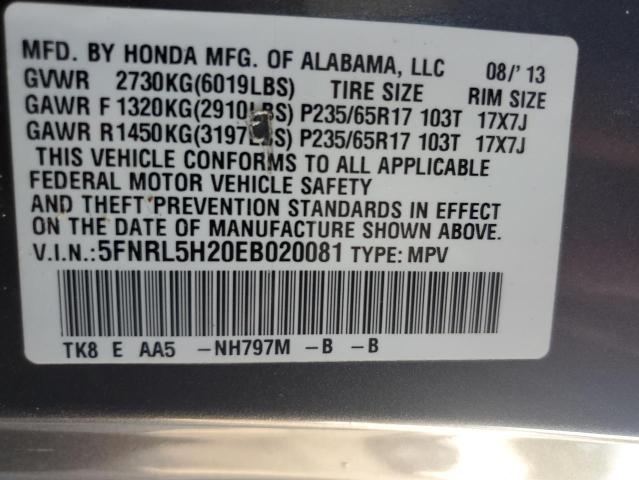 MFD. BY HONDA MFG. OF ALABAMA, LLC 08/' 13
GVWR 2730KG(6019LBS) TIRE SIZE RIM SIZE
GAWR F 1320KG(2910LBS) P235/65R17 103T 17X7J
GAWR R1450KG(3197LBS) P235/65R17 103T 17X7J
THIS VEHICLE CONFORMS TO ALL APPLICABLE
FEDERAL MOTOR VEHICLE SAFETY
AND THEFT PREVENTION STANDARDS IN EFFECT
ON THE DATE OF MANUFACTURE SHOWN ABOVE.
V.I.N.:5FNRL5H20EB020081 TYPE: MPV
TK8 E AA5 -NH797M -B -B